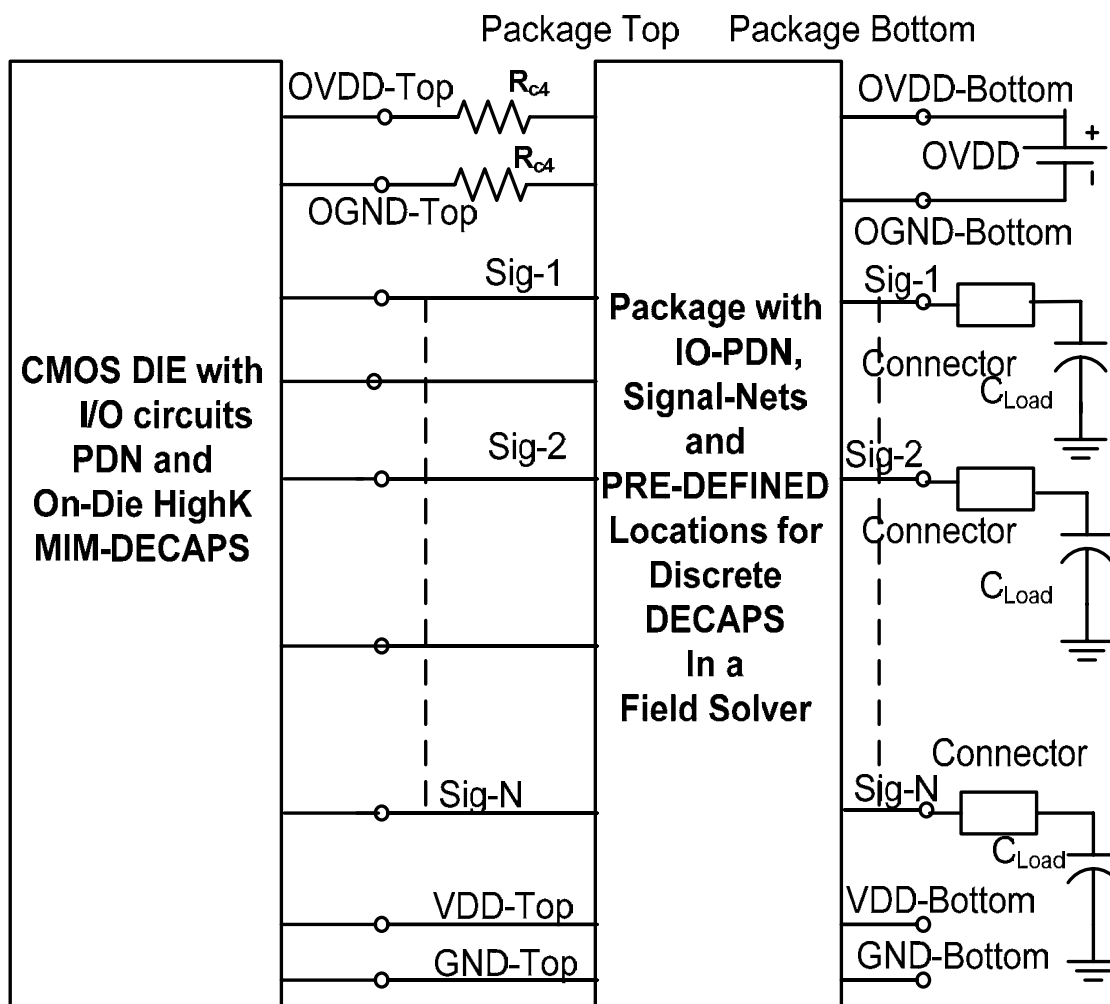 Package Top Package Bottom
OVDD-Top
Rc4
OVDD-Bottom
+
OVDD
-
Rc4
OGND-Top
OGND-Bottom
Sig-1
Sig-1
Connector
CLoad
CMOS DIE with
I/O circuits
PDN and
On-Die HighK
MIM-DECAPS
Package with
IO-PDN,
Signal-Nets
and
PRE-DEFINED
Locations for
Discrete
DECAPS
In a
Field Solver
Sig-2
Sig-2
Connector
CLoad
Connector
Sig-N
Sig-N
CLoad
VDD-Top
VDD-Bottom
GND-Top
GND-Bottom